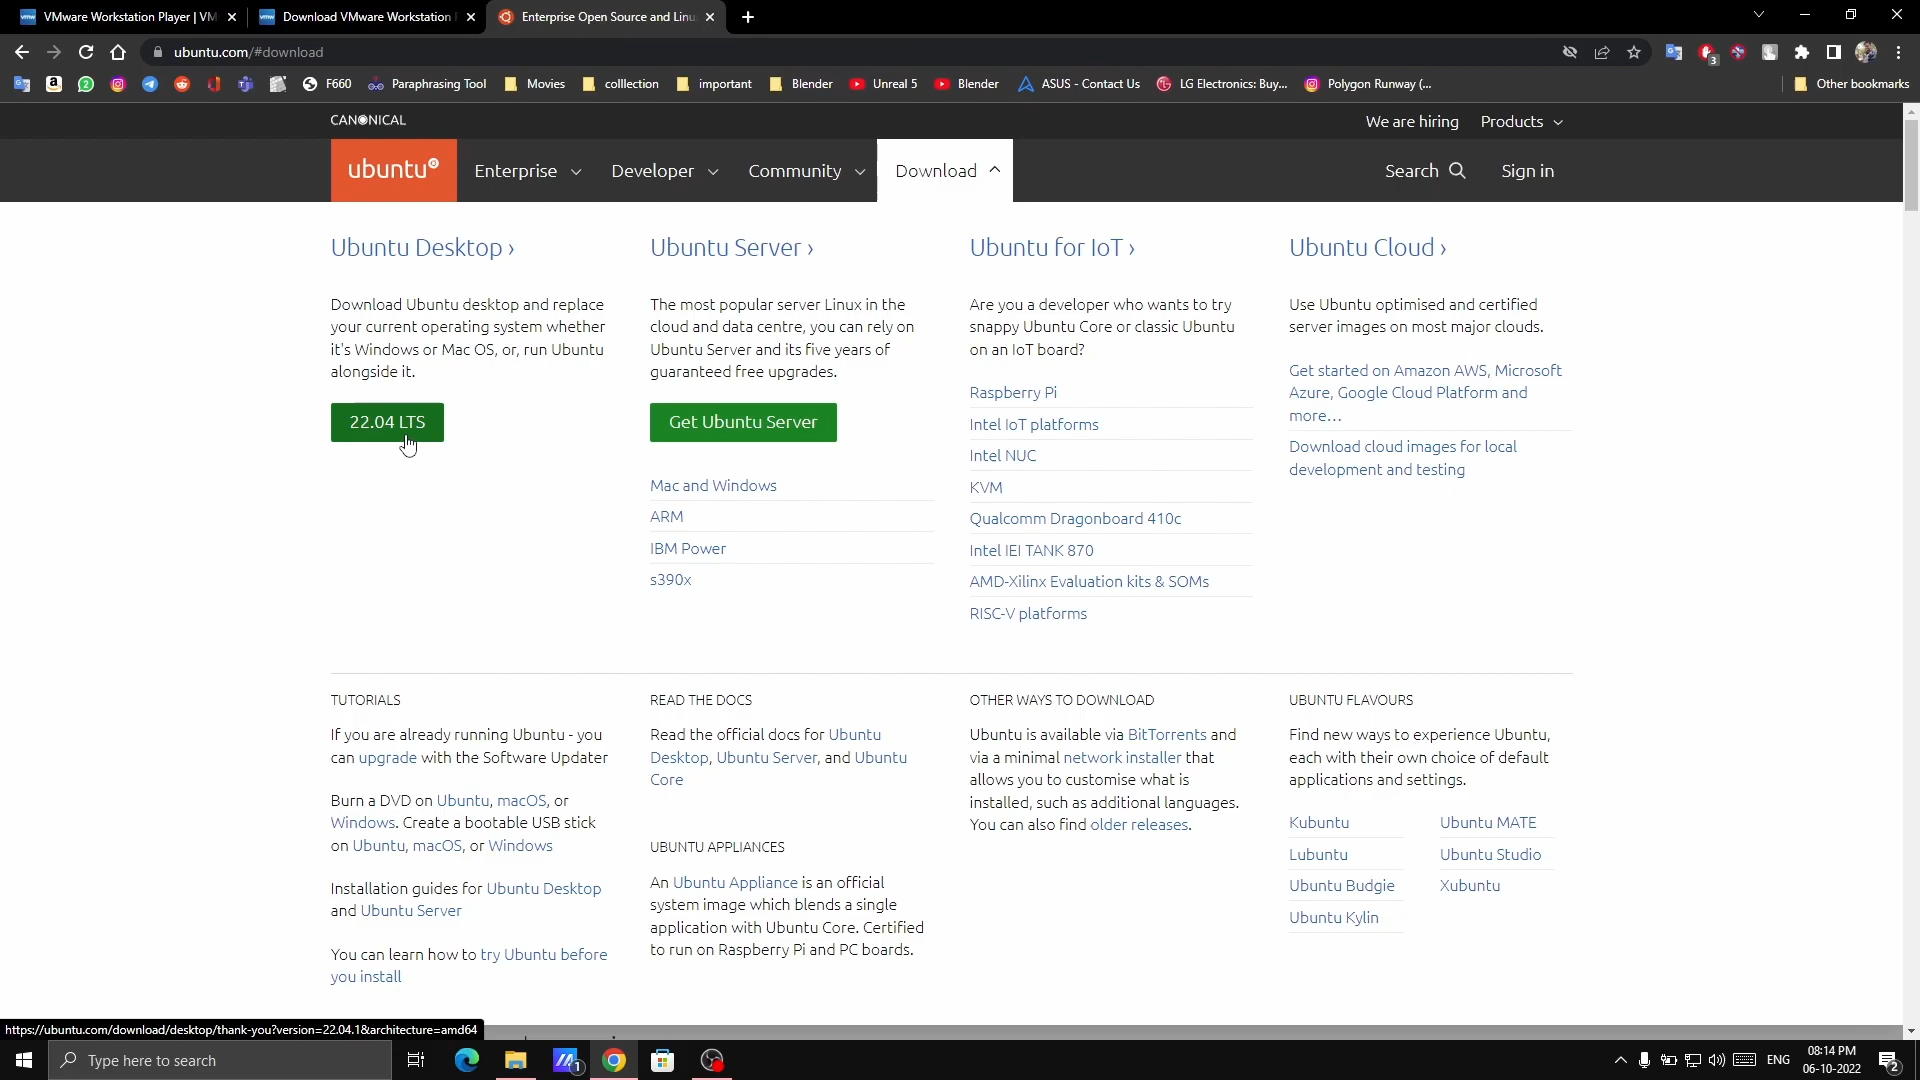 VMware Workstation Player | VM
Download VMware Workstation
Enterprise Open Source and Linu
ubuntu.com/#download
3
F660
Paraphrasing Tool
Movies
colllection
important
Blender
Unreal 5
Blender
ASUS - Contact Us
LG Electronics: Buy...
Polygon Runway (...
Other bookmarks
CANONICAL
We are hiring
Products
ubuntu
Enterprise
Developer
Community
Download
Search
Sign in
Ubuntu Desktop ›
Download Ubuntu desktop and replace
your current operating system whether
it's Windows or Mac OS, or, run Ubuntu
alongside it.
22.04 LTS
Ubuntu Server ›
The most popular server Linux in the
cloud and data centre, you can rely on
Ubuntu Server and its five years of
guaranteed free upgrades.
Get Ubuntu Server
Mac and Windows
ARM
IBM Power
s390x
Ubuntu for IoT ›
Are you a developer who wants to try
snappy Ubuntu Core or classic Ubuntu
on an IoT board?
Raspberry Pi
Intel IoT platforms
Intel NUC
KVM
Qualcomm Dragonboard 410c
Intel IEI TANK 870
AMD-Xilinx Evaluation kits & SOMs
RISC-V platforms
Ubuntu Cloud ›
Use Ubuntu optimised and certified
server images on most major clouds.
Get started on Amazon AWS, Microsoft
Azure, Google Cloud Platform and
more…
Download cloud images for local
development and testing
TUTORIALS
If you are already running Ubuntu - you
can upgrade with the Software Updater
Burn a DVD on Ubuntu, macOS, or
Windows. Create a bootable USB stick
on Ubuntu, macOS, or Windows
Installation guides for Ubuntu Desktop
and Ubuntu Server
You can learn how to try Ubuntu before
you install
READ THE DOCS
Read the official docs for Ubuntu
Desktop, Ubuntu Server, and Ubuntu
Core
UBUNTU APPLIANCES
An Ubuntu Appliance is an official
system image which blends a single
application with Ubuntu Core. Certified
to run on Raspberry Pi and PC boards.
OTHER WAYS TO DOWNLOAD
Ubuntu is available via BitTorrents and
via a minimal network installer that
allows you to customise what is
installed, such as additional languages.
You can also find older releases.
UBUNTU FLAVOURS
Find new ways to experience Ubuntu,
each with their own choice of default
applications and settings.
Kubuntu
Lubuntu
Ubuntu Budgie
Ubuntu Kylin
Ubuntu MATE
Ubuntu Studio
Xubuntu
https://ubuntu.com/download/desktop/thank-you?version=22.04.1&architecture=amd64
Type here to search
1
ENG
08:14 PM
06-10-2022
2